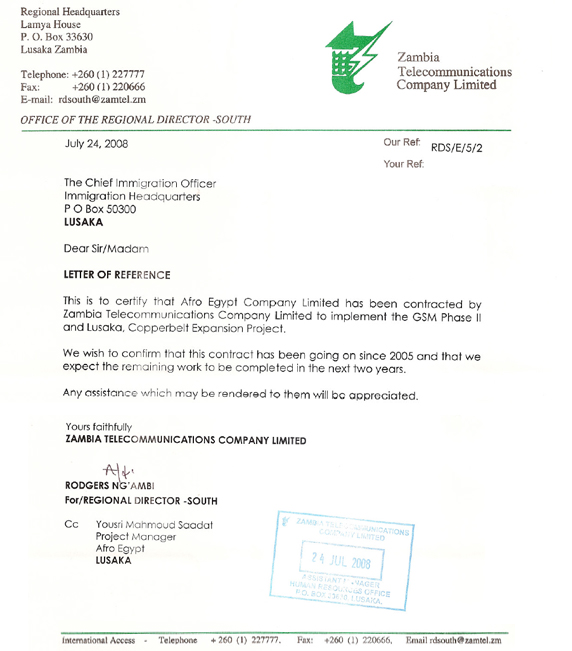 Regional Headquarters
Lamya House
P. O. Box 33630
Lusaka Zambia
Telephone: +260 (1) 227777
Fax: +260 (1) 220666
E-mail: rdsouth@zamtel.zm
Zambia
Telecommunications
Company Limited
OFFICE OF THE REGIONAL DIRECTOR -SOUTH
July 24, 2008
Our Ref: RDS/E/5/2
Your Ref:
The Chief Immigration Officer
Immigration Headquarters
P O Box 50300
LUSAKA
Dear Sir/Madam
LETTER OF REFERENCE
This is to certify that Afro Egypt Company Limited has been contracted by
Zambia Telecommunications Company Limited to implement the GSM Phase II
and Lusaka, Copperbelt Expansion Project.
We wish to confirm that this contract has been going on since 2005 and that we
expect the remaining work to be completed in the next two years.
Any assistance which may be rendered to them will be appreciated.
Yours faithfully
ZAMBIA TELECOMMUNICATIONS COMPANY LIMITED
RODGERS NG'AMBI
For/REGIONAL DIRECTOR -SOUTH
Cc Yousri Mahmoud Saadat
Project Manager
Afro Egypt
LUSAKA
ZAMBIA TELECOMMUNICATIONS
COMPANY LIMITED
24 JUL 2008
ASSISTANT MANAGER
HUMAN RESOURCES OFFICE
P.O. BOX LUSAKA.
International Access - Telephone +260 (1) 227777. Fax: +260 (1) 220666. Email rdsouth@zamtel.zm